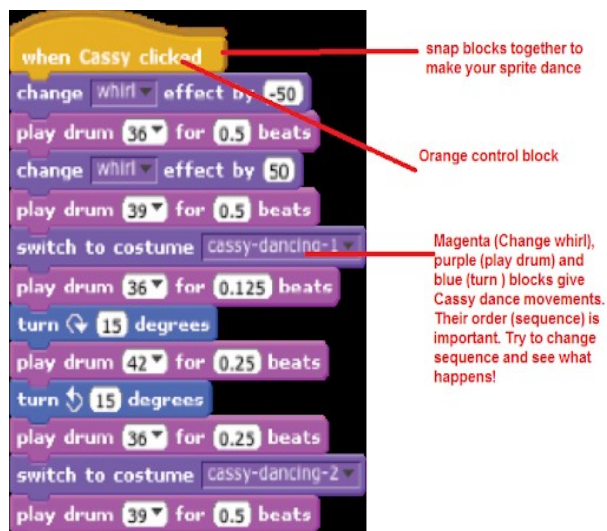 when Cassy clicked
change whirl effect by -50
play drum 36 for 0.5 beats
change whirl effect by 50
play drum 39 for 0.5 beats
switch to costume cassy-dancing-1
play drum 36 for 0.125 beats
turn 15 degrees
play drum 42 for 0.25 beats
turn 15 degrees
play drum 36 for 0.25 beats
switch to costume cassy-dancing-2
play drum 39 for 0.5 beats
snap blocks together to
make your sprite dance
Orange control block
Magenta (Change whirl),
purple (play drum) and
blue (turn ) blocks give
Cassy dance movements.
Their order (sequence) is
important. Try to change
sequence and see what
happens!